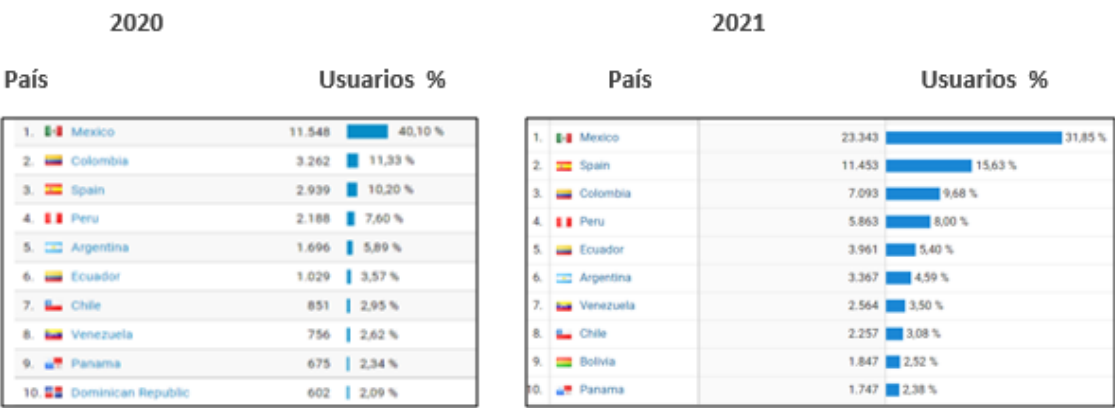 2020
País Usuarios %
1. Mexico 11.548 40,10 %
2. Colombia 3.262 11,33 %
3. Spain 2.939 10,20 %
4. Peru 2.188 7,60 %
5. Argentina 1.696 5,89 %
6. Ecuador 1.029 3,57 %
7. Chile 851 2,95 %
8. Venezuela 756 2,62 %
9. Panama 675 2,34 %
10. Dominican Republic 602 2,09 %
2021
País Usuarios %
1. Mexico 23.343 31,85 %
2. Spain 11.453 15,63 %
3. Colombia 7.093 9,68 %
4. Peru 5.863 8,00 %
5. Ecuador 3.961 5,40 %
6. Argentina 3.367 4,59 %
7. Venezuela 2.564 3,50 %
8. Chile 2.257 3,08 %
9. Bolivia 1.847 2,52 %
10. Panama 1.747 2,38 %